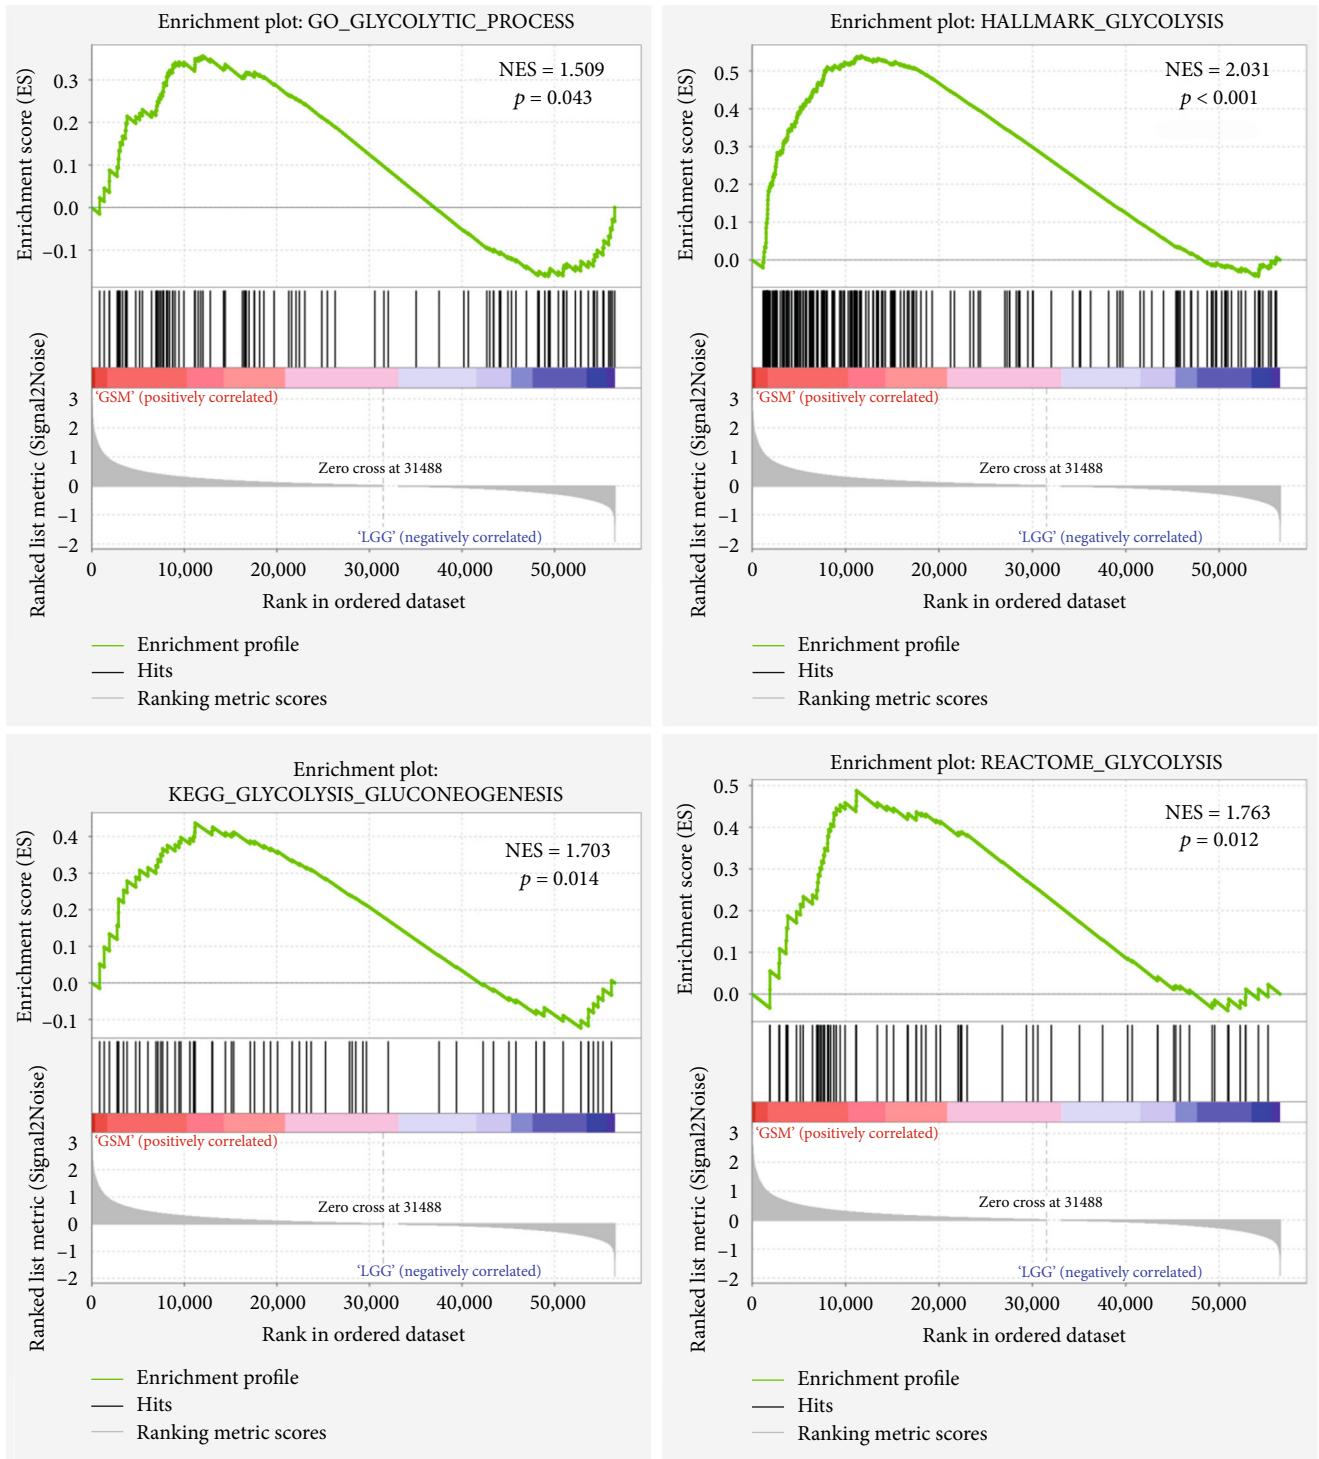 Enrichment plot: GO_GLYCOLYTIC_PROCESS
NES = 1.509
p = 0.043
Enrichment score (ES)
0.3
0.2
0.1
0.0
−0.1
'GSM' (positively correlated)
Zero cross at 31488
'LGG' (negatively correlated)
Ranked list metric (Signal2Noise)
3
2
1
0
−1
−2
0 10,000 20,000 30,000 40,000 50,000
Rank in ordered dataset
Enrichment profile
Hits
Ranking metric scores
Enrichment plot: HALLMARK_GLYCOLYSIS
NES = 2.031
p < 0.001
Enrichment score (ES)
0.5
0.4
0.3
0.2
0.1
0.0
'GSM' (positively correlated)
Zero cross at 31488
'LGG' (negatively correlated)
Ranked list metric (Signal2Noise)
3
2
1
0
−1
−2
0 10,000 20,000 30,000 40,000 50,000
Rank in ordered dataset
Enrichment profile
Hits
Ranking metric scores
Enrichment plot:
KEGG_GLYCOLYSIS_GLUCONEOGENESIS
NES = 1.703
p = 0.014
Enrichment score (ES)
0.4
0.3
0.2
0.1
0.0
−0.1
'GSM' (positively correlated)
Zero cross at 31488
'LGG' (negatively correlated)
Ranked list metric (Signal2Noise)
3
2
1
0
−1
−2
0 10,000 20,000 30,000 40,000 50,000
Rank in ordered dataset
Enrichment profile
Hits
Ranking metric scores
Enrichment plot: REACTOME_GLYCOLYSIS
NES = 1.763
p = 0.012
Enrichment score (ES)
0.5
0.4
0.3
0.2
0.1
0.0
'GSM' (positively correlated)
Zero cross at 31488
'LGG' (negatively correlated)
Ranked list metric (Signal2Noise)
3
2
1
0
−1
−2
0 10,000 20,000 30,000 40,000 50,000
Rank in ordered dataset
Enrichment profile
Hits
Ranking metric scores